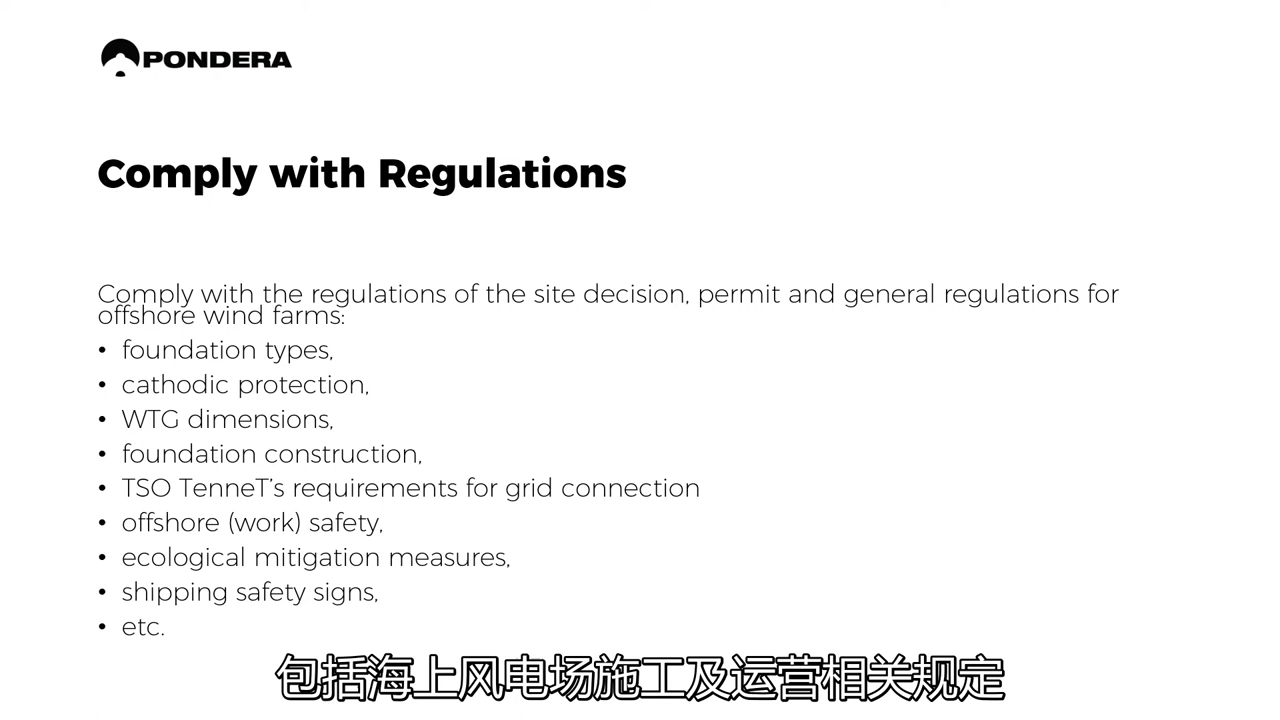 PONDERA
Comply with Regulations
Comply with the regulations of the site decision, permit and general regulations for
offshore wind farms:
• foundation types,
• cathodic protection,
• WTG dimensions,
• foundation construction,
• TSO TenneT’s requirements for grid connection
• offshore (work) safety,
• ecological mitigation measures,
• shipping safety signs,
• etc.
包括海上风电场施工及运营相关规定